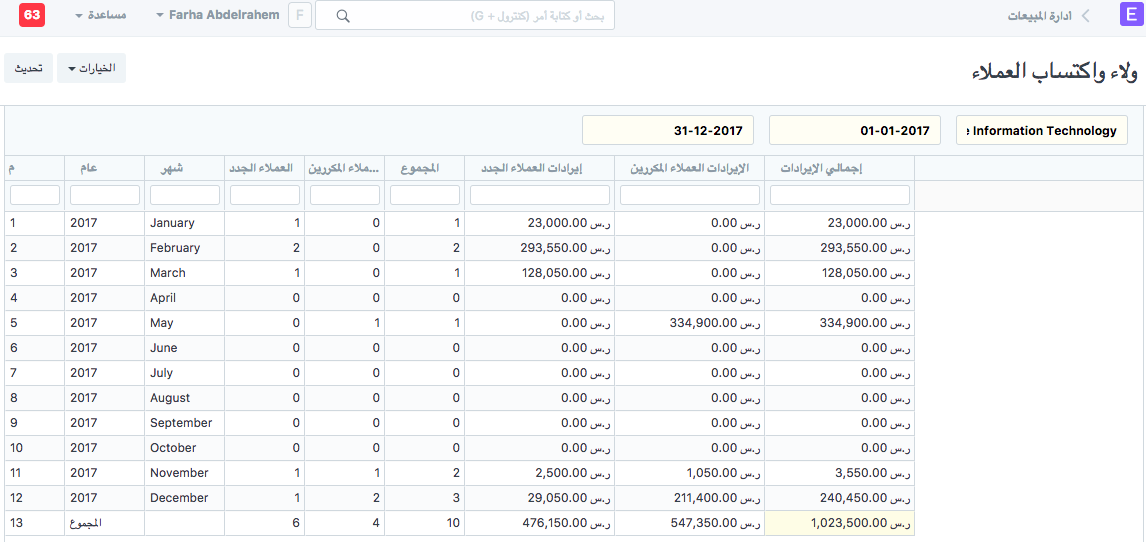 E ادارة المبيعات بحث أو كتابة أمر (كنترول + G) F Farha Abdelrahem مساعدة 63
ولاء واكتساب العملاء الخيارات تحديث
e Information Technology 01-01-2017 31-12-2017
م عام شهر العملاء الجدد ...ملاء المكررين المجموع إيرادات العملاء الجدد الإيرادات العملاء المكررين إجمالي الإيرادات
1 2017 January 1 0 1 ر.س 23,000.00 ر.س 0.00 ر.س 23,000.00
2 2017 February 2 0 2 ر.س 293,550.00 ر.س 0.00 ر.س 293,550.00
3 2017 March 1 0 1 ر.س 128,050.00 ر.س 0.00 ر.س 128,050.00
4 2017 April 0 0 0 ر.س 0.00 ر.س 0.00 ر.س 0.00
5 2017 May 0 1 1 ر.س 0.00 ر.س 334,900.00 ر.س 334,900.00
6 2017 June 0 0 0 ر.س 0.00 ر.س 0.00 ر.س 0.00
7 2017 July 0 0 0 ر.س 0.00 ر.س 0.00 ر.س 0.00
8 2017 August 0 0 0 ر.س 0.00 ر.س 0.00 ر.س 0.00
9 2017 September 0 0 0 ر.س 0.00 ر.س 0.00 ر.س 0.00
10 2017 October 0 0 0 ر.س 0.00 ر.س 0.00 ر.س 0.00
11 2017 November 1 1 2 ر.س 2,500.00 ر.س 1,050.00 ر.س 3,550.00
12 2017 December 1 2 3 ر.س 29,050.00 ر.س 211,400.00 ر.س 240,450.00
13 المجموع 6 4 10 ر.س 476,150.00 ر.س 547,350.00 ر.س 1,023,500.00